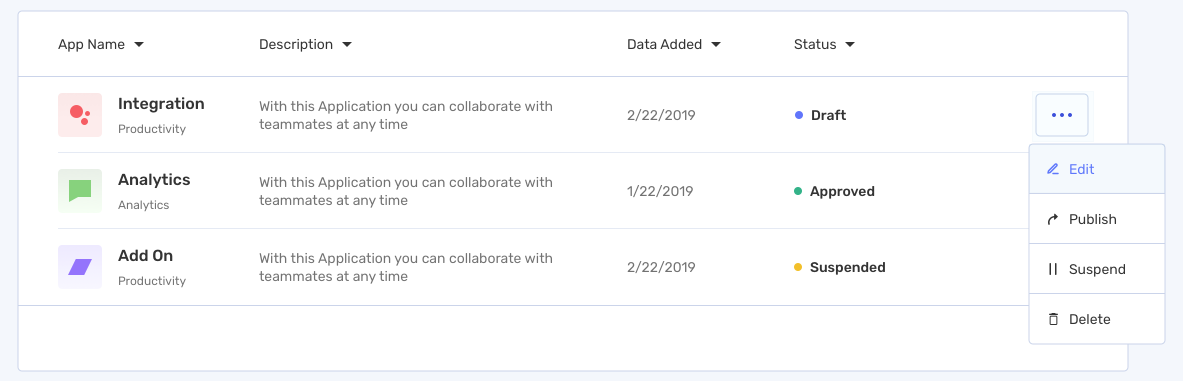 App Name Description Data Added Status
Integration
Productivity
With this Application you can collaborate with
teammates at any time
2/22/2019
Draft
Analytics
Analytics
With this Application you can collaborate with
teammates at any time
1/22/2019
Approved
Add On
Productivity
With this Application you can collaborate with
teammates at any time
2/22/2019
Suspended
Edit
Publish
Suspend
Delete